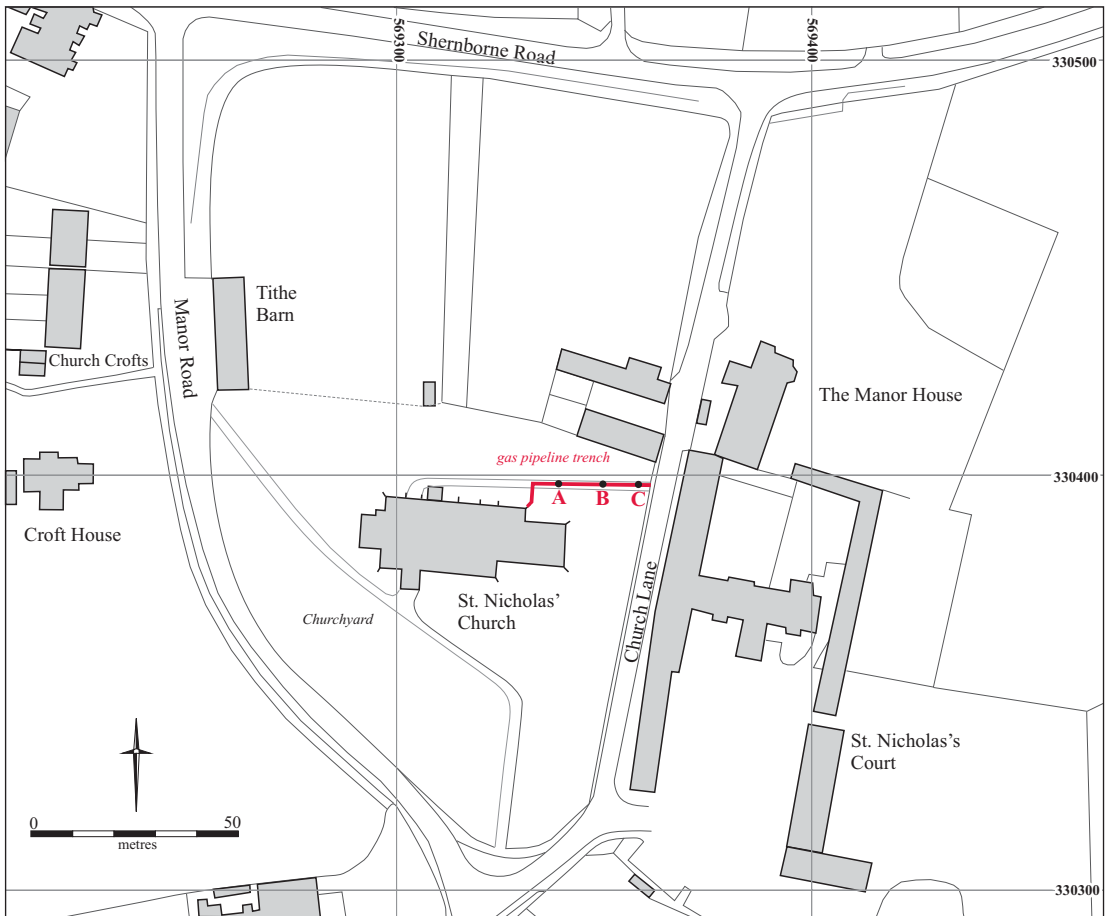 569300
569400
Shernborne Road
330500
Tithe
Barn
Manor Road
Church Crofts
The Manor House
gas pipeline trench
330400
A
B
C
Croft House
St. Nicholas’
Church
Churchyard
Church Lane
St. Nicholas’s
Court
0
50
metres
330300